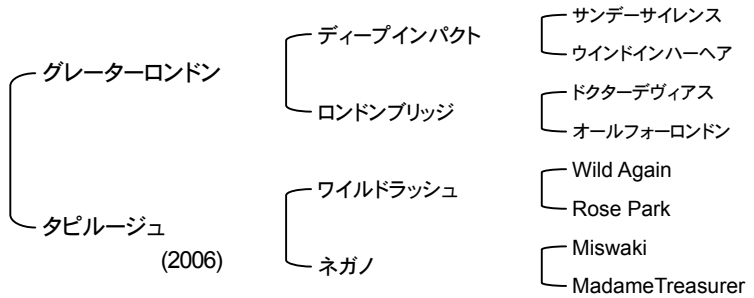 サンデーサイレンス
ディープインパクト
ウインドインハーヘア
グレーターロンドン
ドクターデヴィアス
ロンドンブリッジ
オールフォーロンドン
Wild Again
ワイルドラッシュ
Rose Park
タピルージュ
(2006)
Miswaki
ネガノ
MadameTreasurer